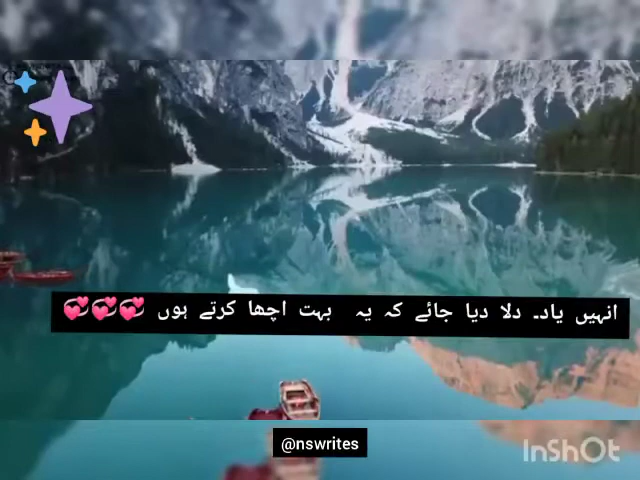 انہیں یاد۔ دلا دیا جائے کہ یہ بہت اچھا کرتے ہوں 💞💞💞
@nswrites
InShOt